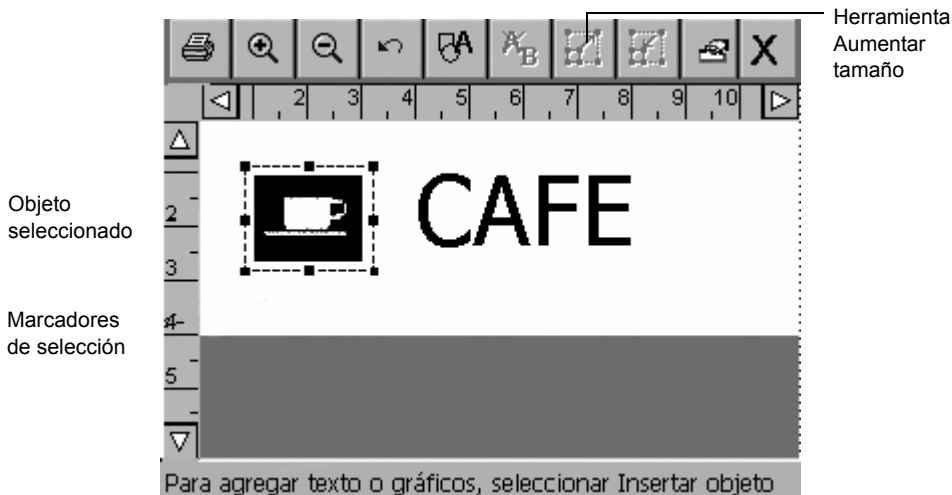 Herramienta
Aumentar
tamaño
A
A
B
2 3 4 5 6 7 8 9 10
CAFE
Objeto
seleccionado
2
3
Marcadores
de selección
4
5
Para agregar texto o gráficos, seleccionar Insertar objeto